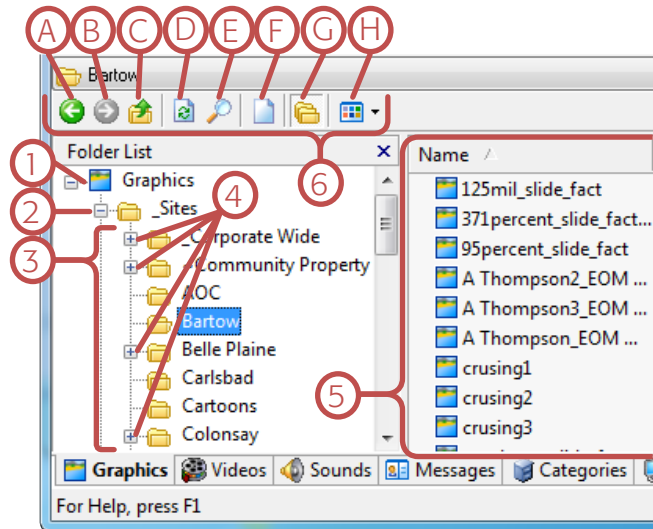 A B C D E F G H
Bartow
6
Folder List
Name
1
Graphics
2
_Sites
4
3
_Corporate Wide
Community Property
AOC
Bartow
Belle Plaine
Carlsbad
Cartoons
Colonsay
5
125mil_slide_fact
371percent_slide_fact...
95percent_slide_fact
A Thompson2_EOM ...
A Thompson3_EOM ...
A Thompson_EOM ...
crusing1
crusing2
crusing3
Graphics Videos Sounds Messages Categories
For Help, press F1